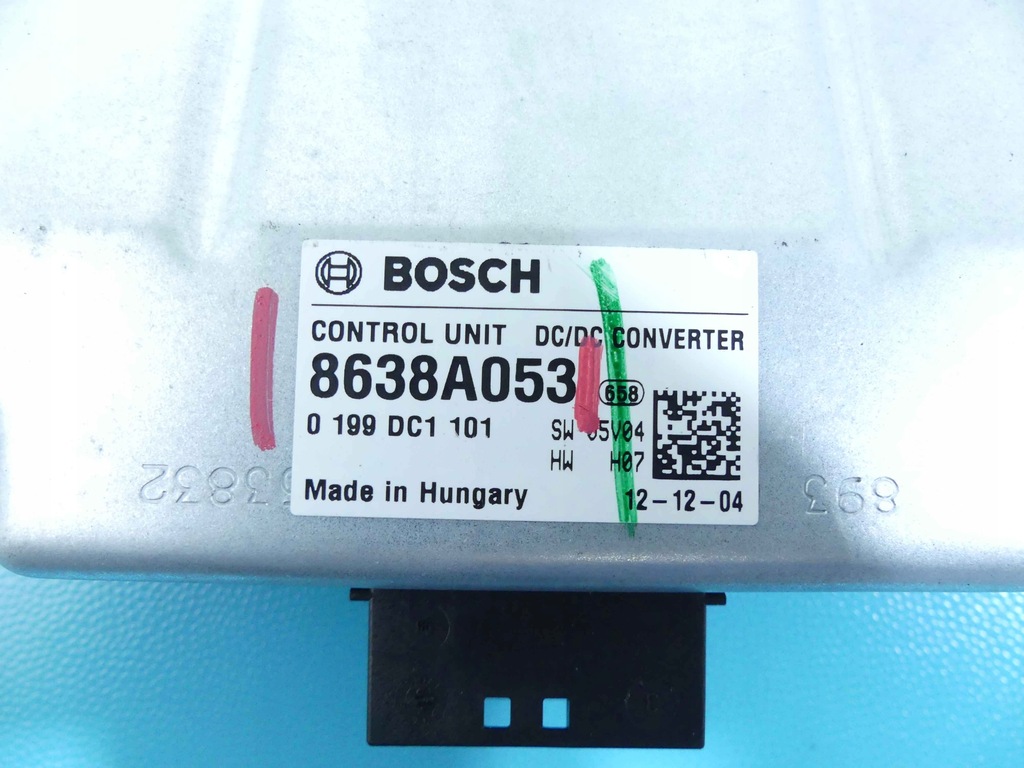 BOSCH
CONTROL UNIT DC/DC CONVERTER
8638A053 658
0 199 DC1 101 SW 05V04
HW H07
Made in Hungary 12-12-04
893